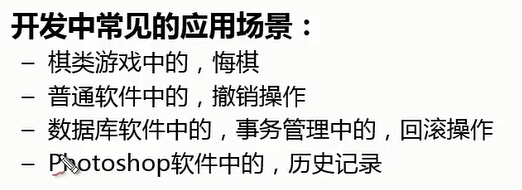 开发中常见的应用场景：
– 棋类游戏中的，悔棋
– 普通软件中的，撤销操作
– 数据库软件中的，事务管理中的，回滚操作
– Photoshop软件中的，历史记录